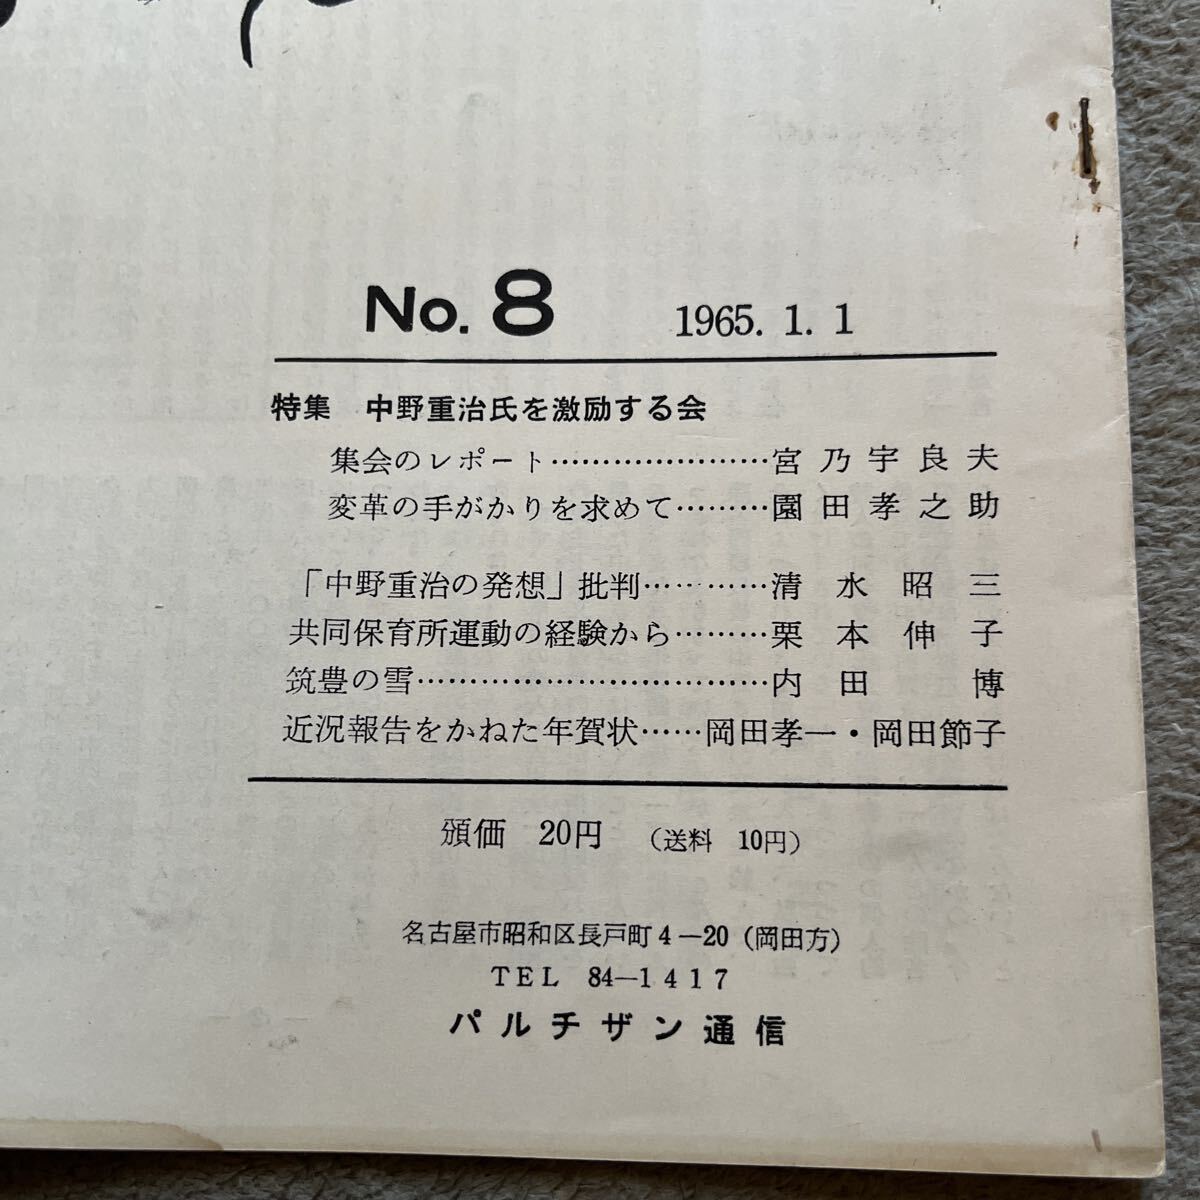 No. 8 1965. 1. 1
特集 中野重治氏を激励する会
集会のレポート……………………宮乃宇良夫
変革の手がかりを求めて………園田孝之助
「中野重治の発想」批判…………清水昭三
共同保育所運動の経験から………栗本伸子
筑豊の雪………………………………内田博
近況報告をかねた年賀状……岡田孝一・岡田節子
頒価 20円 (送料 10円)
名古屋市昭和区長戸町4―20 (岡田方)
TEL 84―1417
パルチザン通信